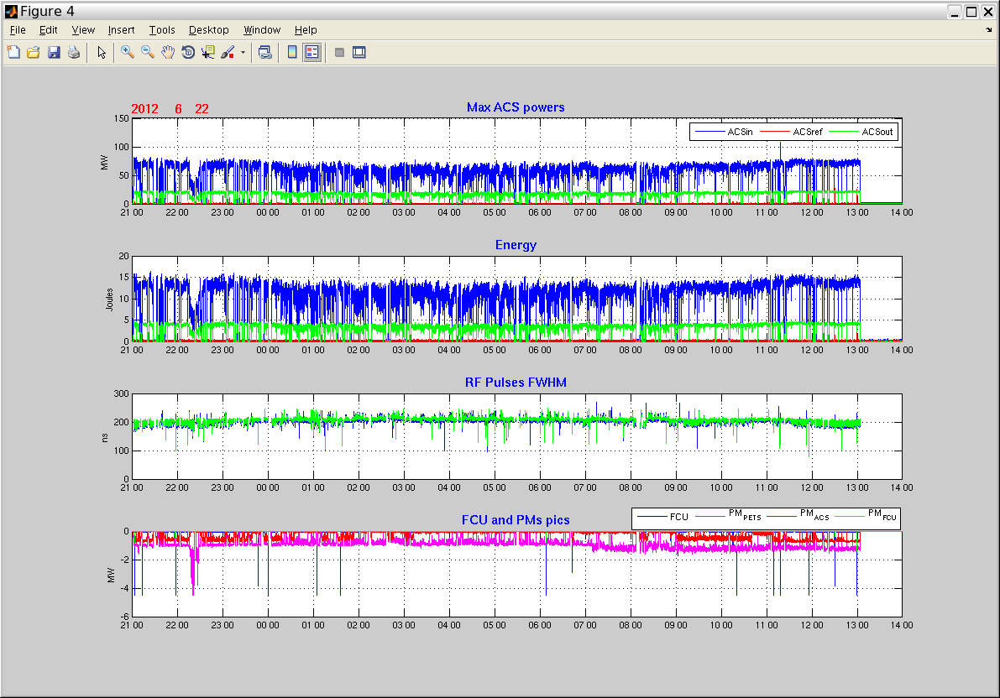 Figure 4
File Edit View Insert Tools Desktop Window Help
2012 6 22
Max ACS powers
ACSin ACSref ACSout
150
100
50
0
MW
21 00 22 00 23 00 00 00 01 00 02 00 03 00 04 00 05 00 06 00 07 00 08 00 09 00 10 00 11 00 12 00 13 00 14 00
Energy
20
15
10
5
0
Joules
21 00 22 00 23 00 00 00 01 00 02 00 03 00 04 00 05 00 06 00 07 00 08 00 09 00 10 00 11 00 12 00 13 00 14 00
RF Pulses FWHM
300
200
100
0
ns
21 00 22 00 23 00 00 00 01 00 02 00 03 00 04 00 05 00 06 00 07 00 08 00 09 00 10 00 11 00 12 00 13 00 14 00
FCU and PMs pics
FCU PM_PETS PM_ACS PM_FCU
0
-2
-4
-6
MW
21 00 22 00 23 00 00 00 01 00 02 00 03 00 04 00 05 00 06 00 07 00 08 00 09 00 10 00 11 00 12 00 13 00 14 00